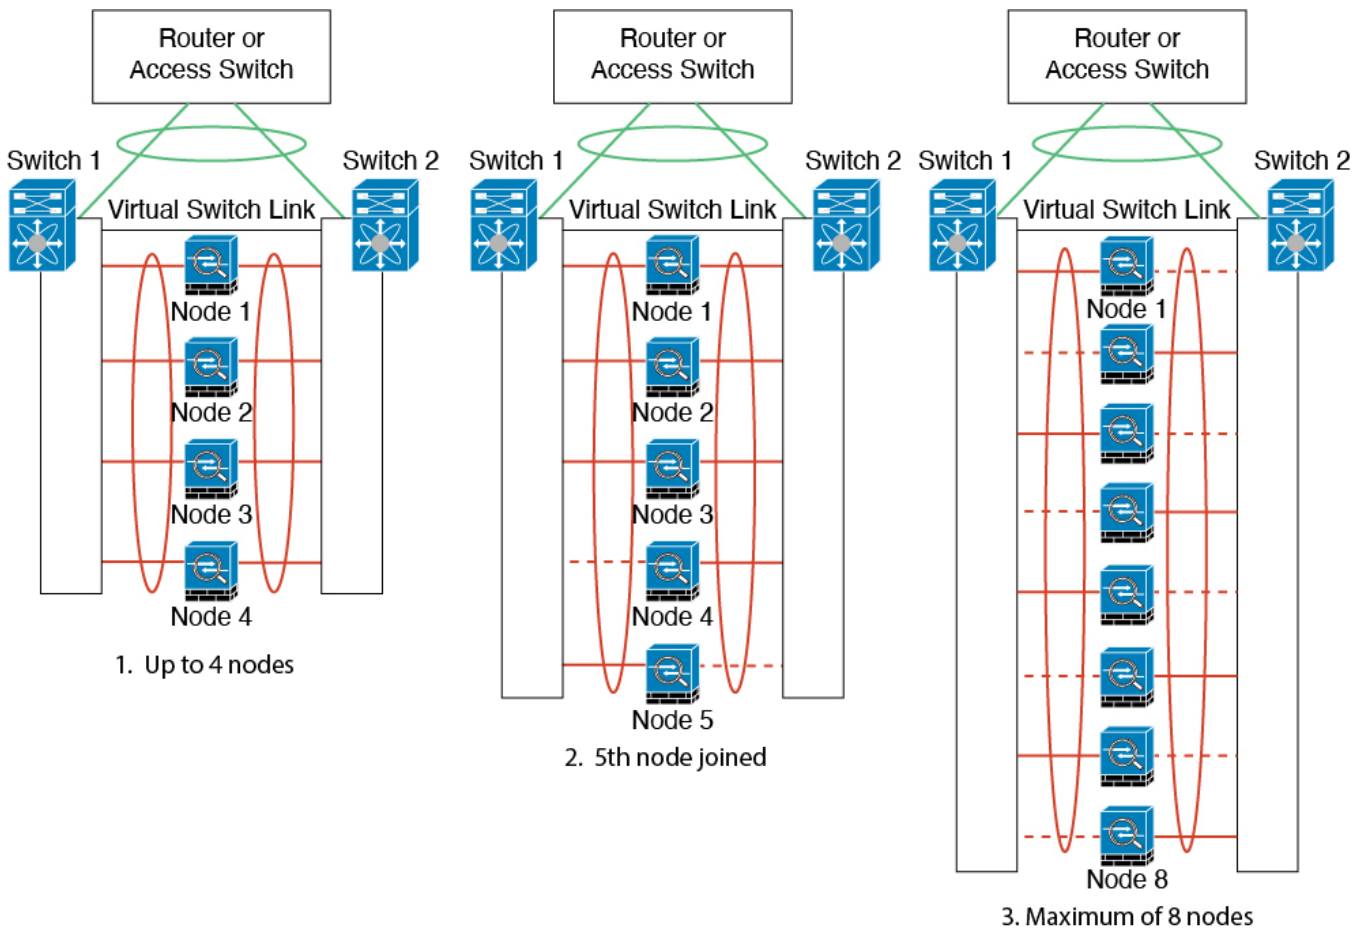 Router or
Access Switch
Switch 1
Switch 2
Virtual Switch Link
Node 1
Node 2
Node 3
Node 4
1. Up to 4 nodes
Router or
Access Switch
Switch 1
Switch 2
Virtual Switch Link
Node 1
Node 2
Node 3
Node 4
Node 5
2. 5th node joined
Router or
Access Switch
Switch 1
Switch 2
Virtual Switch Link
Node 1
Node 8
3. Maximum of 8 nodes